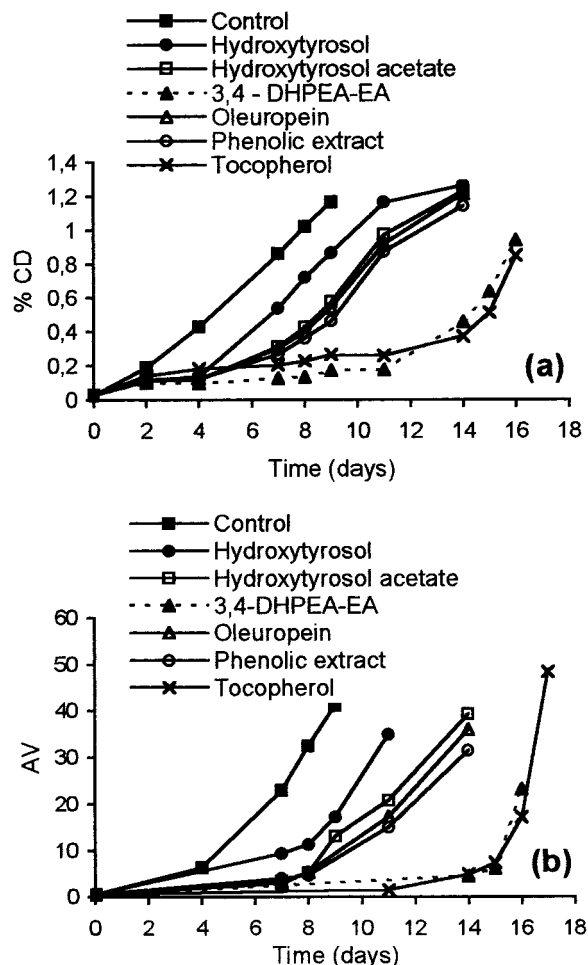 Control
Hydroxytyrosol
Hydroxytyrosol acetate
3,4 - DHPEA-EA
Oleuropein
Phenolic extract
Tocopherol
% CD
1,4
1,2
1
0,8
0,6
0,4
0,2
0
0 2 4 6 8 10 12 14 16 18
Time (days)
(a)
Control
Hydroxytyrosol
Hydroxytyrosol acetate
3,4-DHPEA-EA
Oleuropein
Phenolic extract
Tocopherol
AV
60
50
40
30
20
10
0
0 2 4 6 8 10 12 14 16 18
Time (days)
(b)